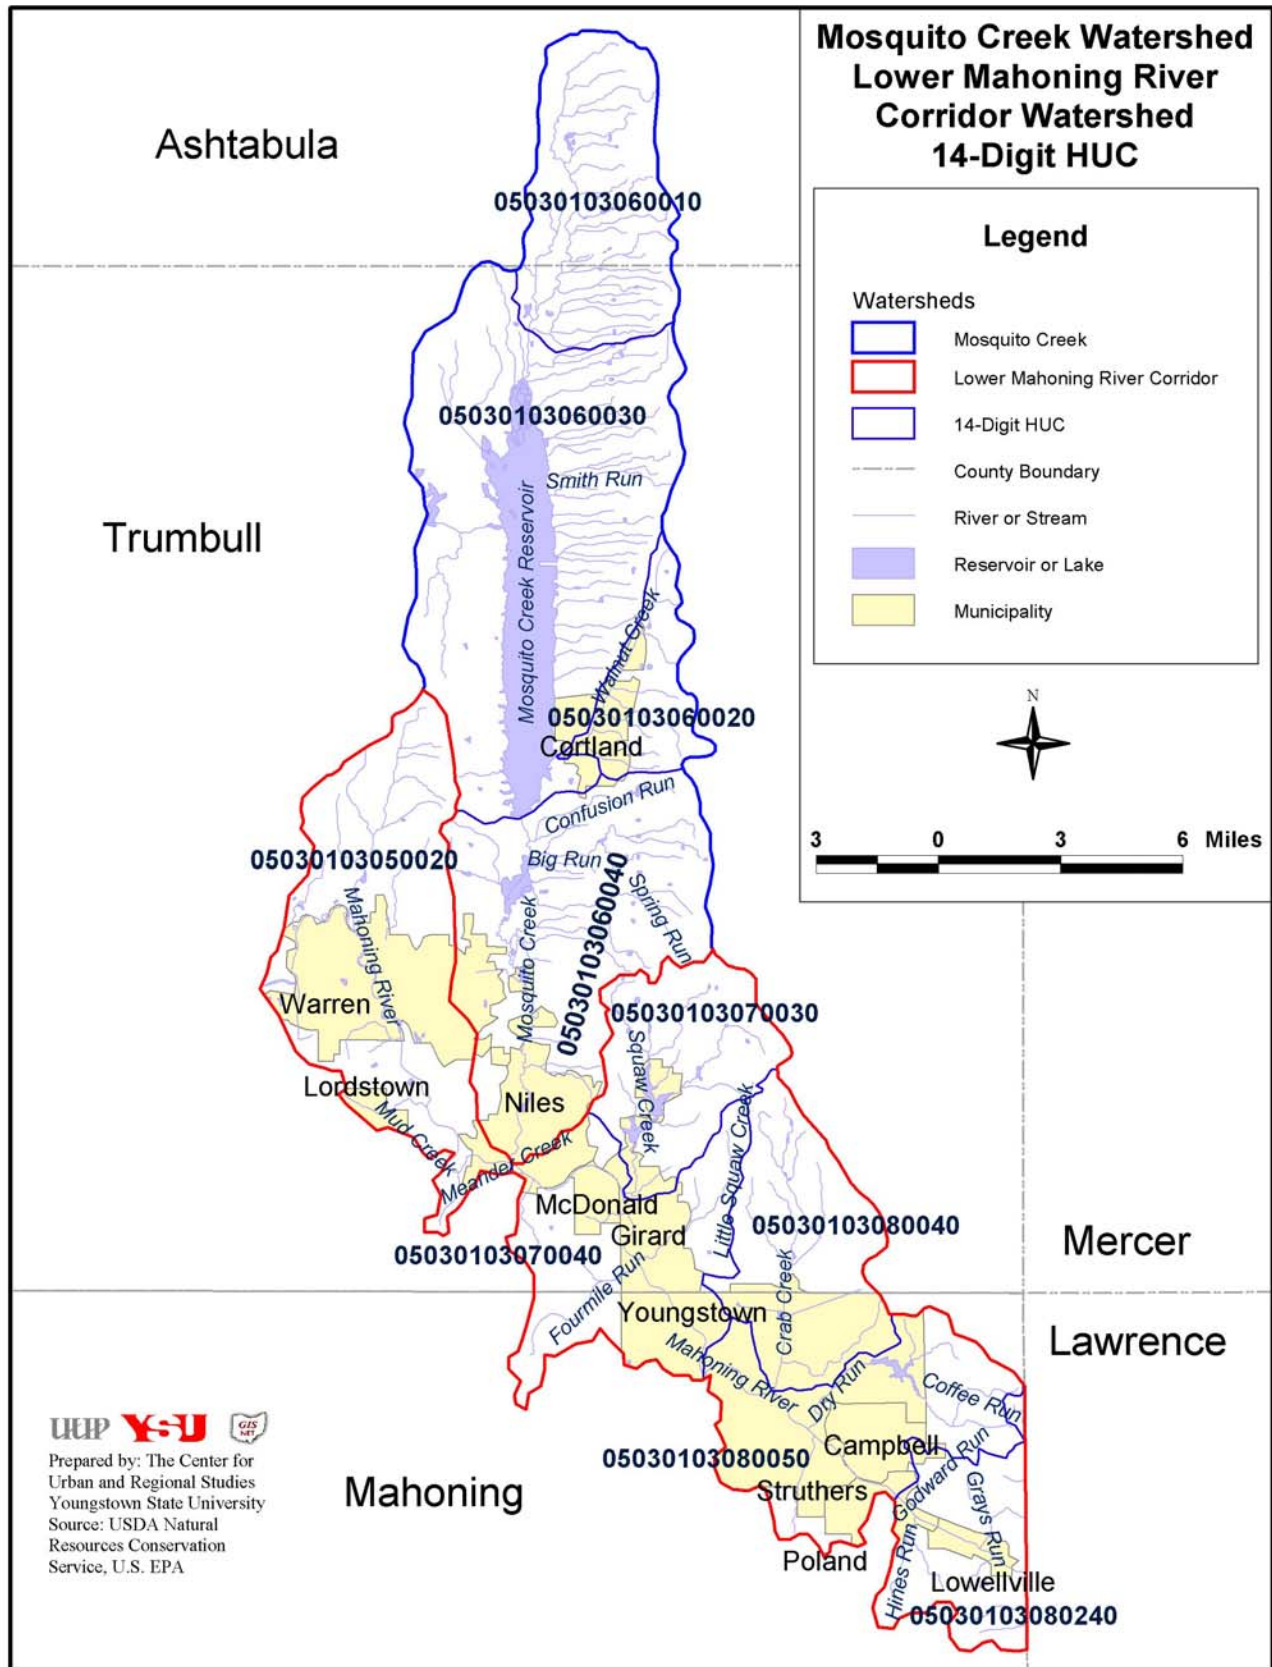 Mosquito Creek Watershed
Lower Mahoning River
Corridor Watershed
14-Digit HUC
Legend
Watersheds
Mosquito Creek
Lower Mahoning River Corridor
14-Digit HUC
County Boundary
River or Stream
Reservoir or Lake
Municipality
N
3 0 3 6 Miles
Ashtabula
05030103060010
05030103060030
Smith Run
Mosquito Creek Reservoir
Trumbull
Walnut Creek
05030103060020
Cortland
Confusion Run
05030103050020
Big Run
05030103060040
Spring Run
Mahoning River
Mosquito Creek
Warren
05030103070030
Squaw Creek
Lordstown
Niles
Mud Creek
Meander Creek
Little Squaw Creek
McDonald
Girard
05030103080040
Mercer
05030103070040
Fourmile Run
Crab Creek
Youngstown
Lawrence
Mahoning River
Dry Run
Coffee Run
Campbell
05030103080050
Godward Run
Grays Run
Struthers
Mahoning
Hines Run
Poland
Lowellville
05030103080240
UUP YSU GIS NET
Prepared by: The Center for
Urban and Regional Studies
Youngstown State University
Source: USDA Natural
Resources Conservation
Service, U.S. EPA